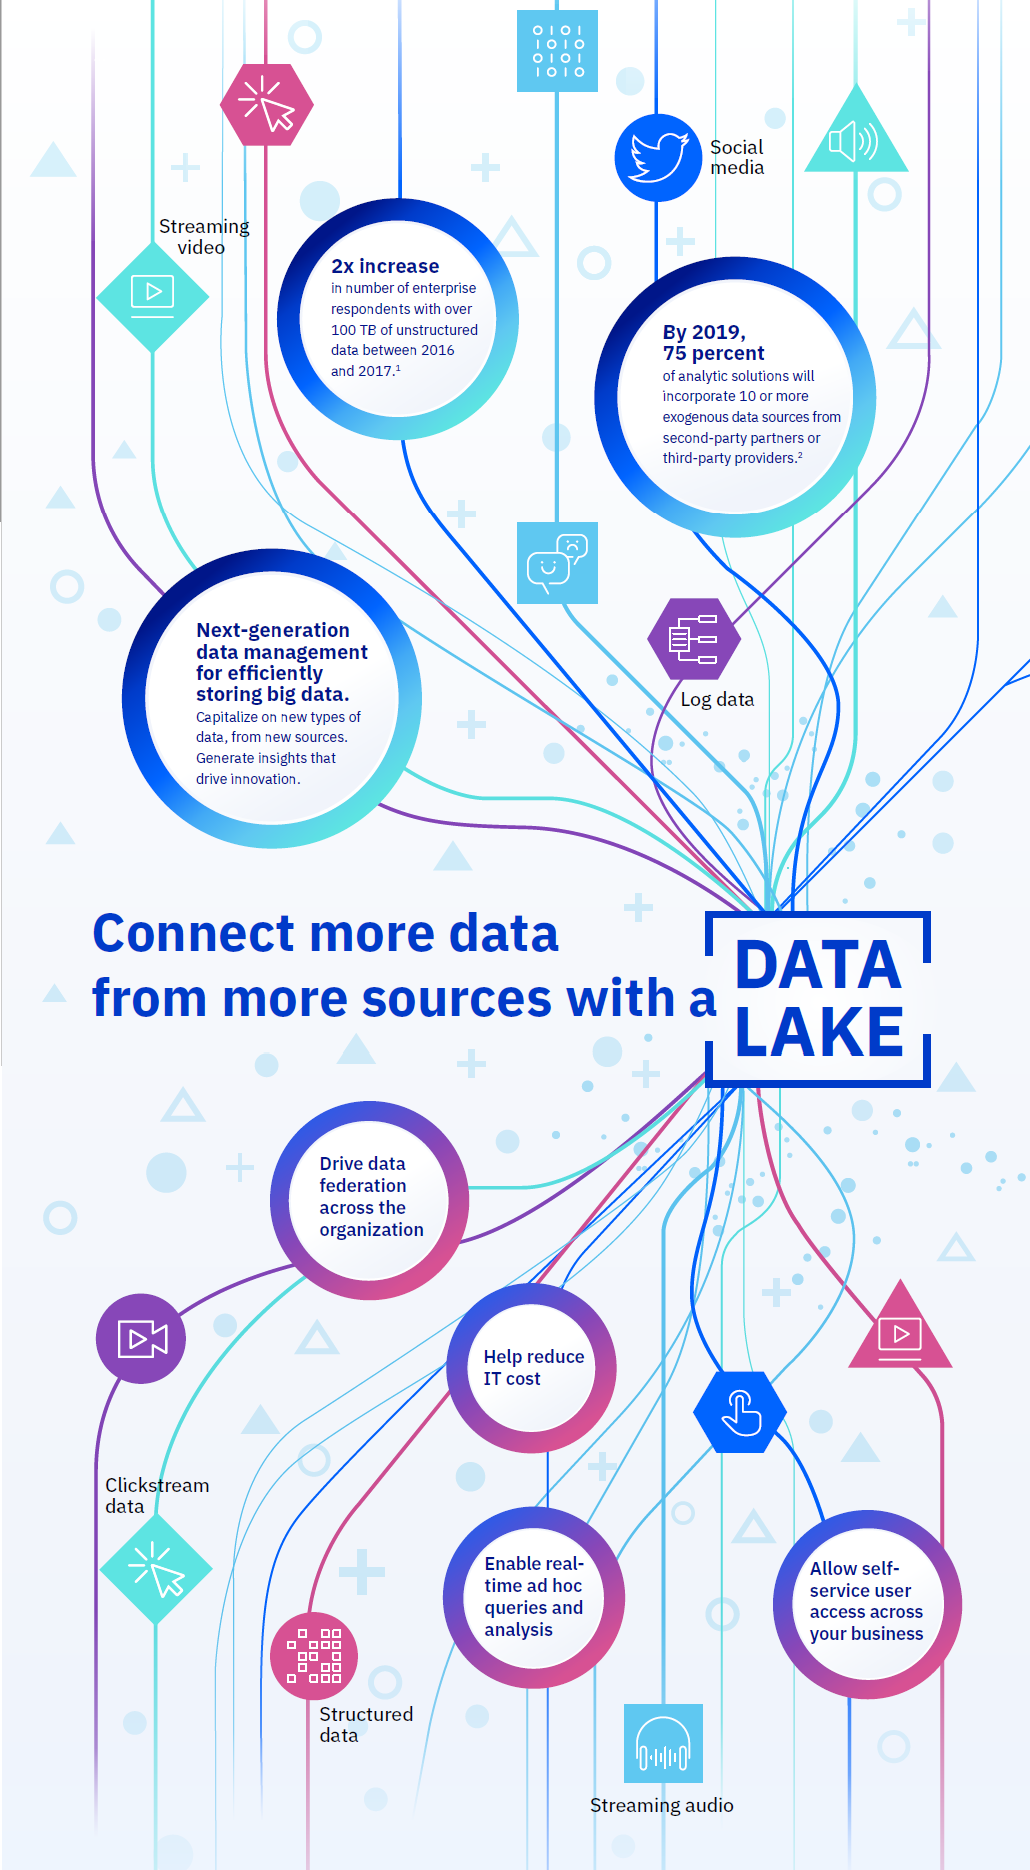 Social
media
Streaming
video
2x increase
in number of enterprise
respondents with over
100 TB of unstructured
data between 2016
and 2017.¹
By 2019,
75 percent
of analytic solutions will
incorporate 10 or more
exogenous data sources from
second-party partners or
third-party providers.²
Next-generation
data management
for efficiently
storing big data.
Capitalize on new types of
data, from new sources.
Generate insights that
drive innovation.
Log data
Connect more data
from more sources with a
DATA
LAKE
Drive data
federation
across the
organization
Help reduce
IT cost
Clickstream
data
Enable real-
time ad hoc
queries and
analysis
Allow self-
service user
access across
your business
Structured
data
Streaming audio